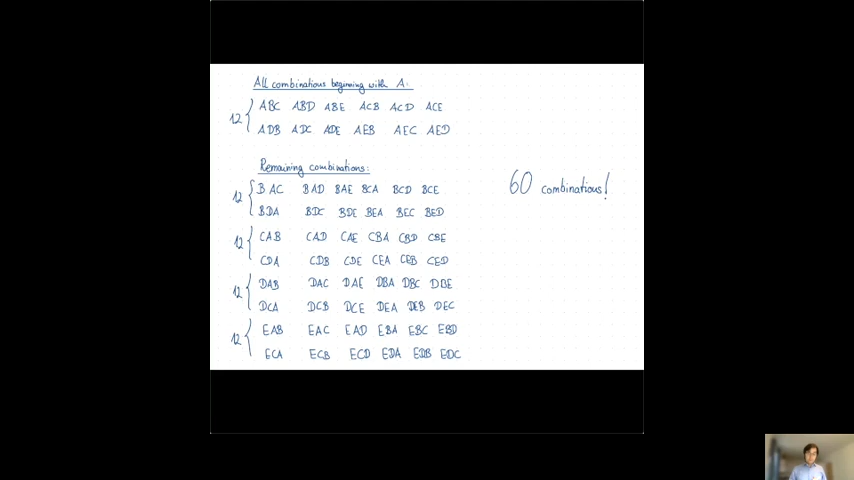 All combinations beginning with A:
12 { ABC ABD ABE ACB ACD ACE
ADB ADC ADE AEB AEC AED
Remaining combinations:
12 { BAC BAD BAE BCA BCD BCE
BDA BDC BDE BEA BEC BED
12 { CAB CAD CAE CBA CBD CBE
CDA CDB CDE CEA CEB CED
12 { DAB DAC DAE DBA DBC DBE
DCA DCB DCE DEA DEB DEC
12 { EAB EAC EAD EBA EBC EBD
ECA ECB ECD EDA EDB EDC
60 combinations!